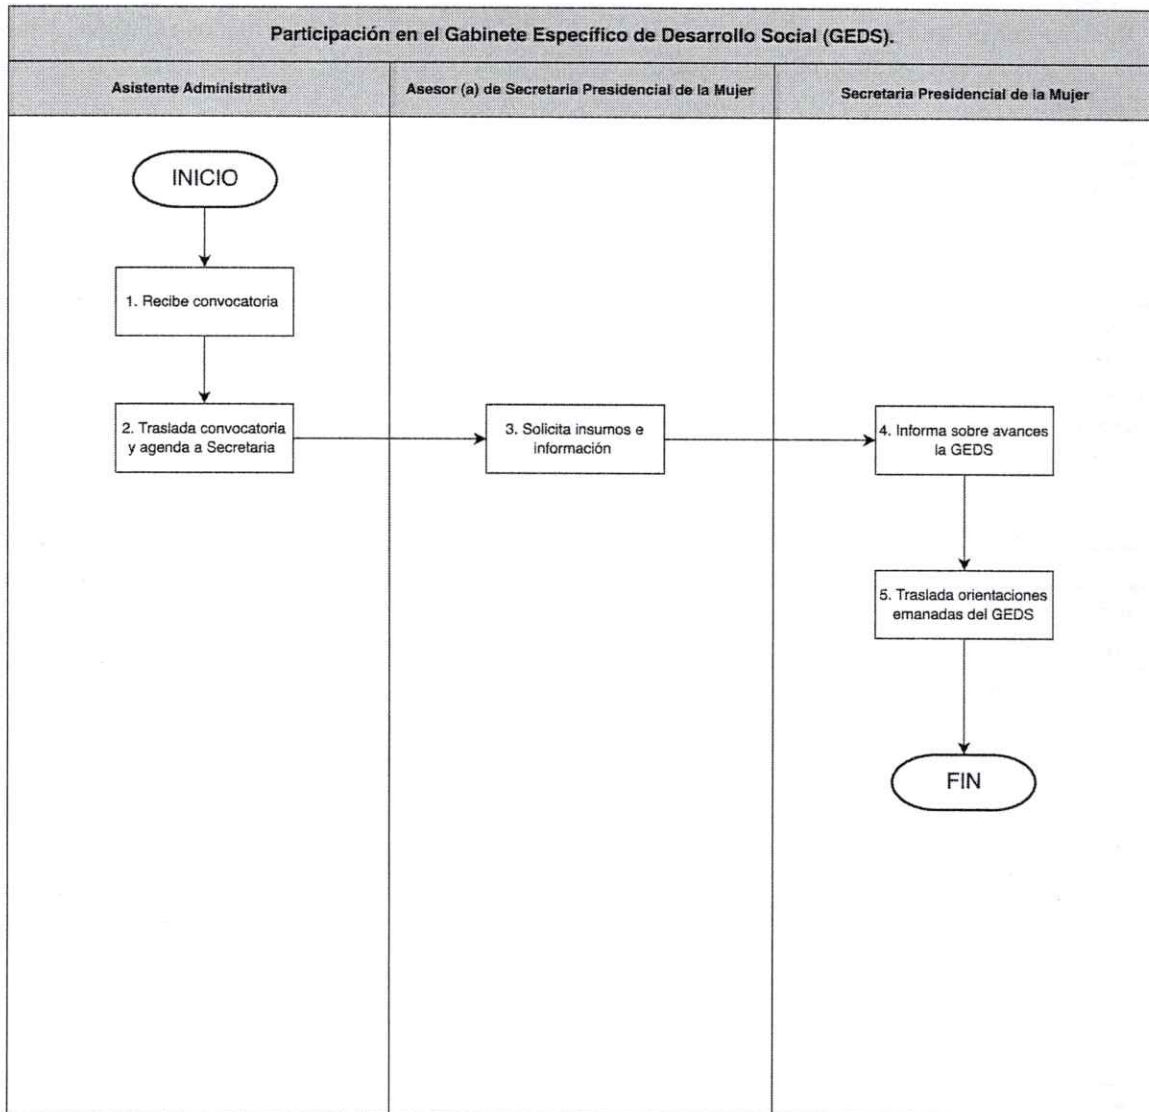 Participación en el Gabinete Específico de Desarrollo Social (GEDS).
Asistente Administrativa
Asesor (a) de Secretaria Presidencial de la Mujer
Secretaria Presidencial de la Mujer
INICIO
1. Recibe convocatoria
2. Traslada convocatoria
y agenda a Secretaria
3. Solicita insumos e
información
4. Informa sobre avances
la GEDS
5. Traslada orientaciones
emanadas del GEDS
FIN